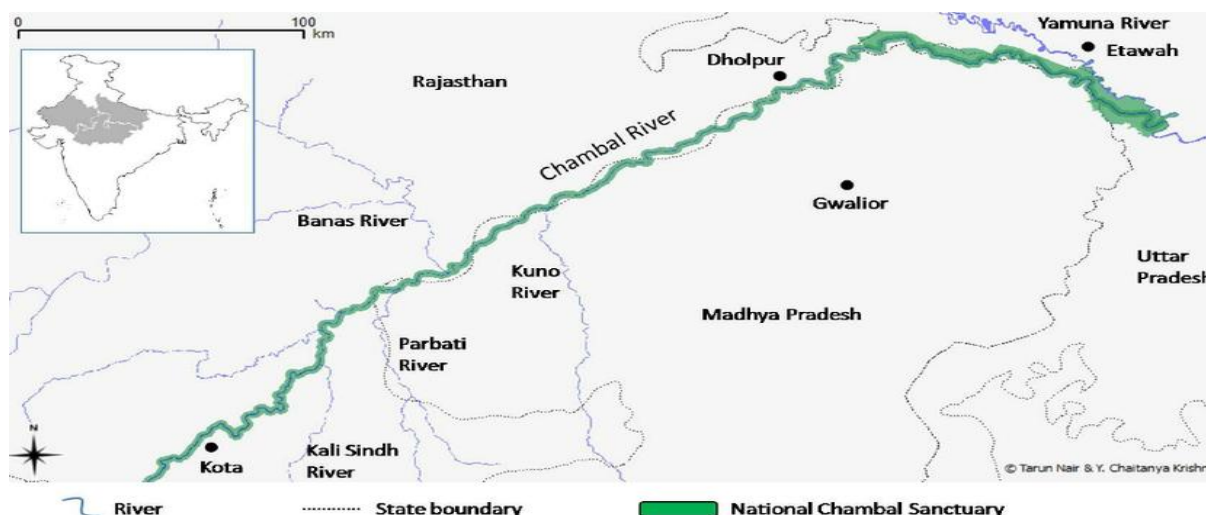 0 100
km
Yamuna River
Etawah
Dholpur
Rajasthan
Chambal River
Gwalior
Banas River
Kuno
River
Uttar
Pradesh
Madhya Pradesh
Parbati
River
N
Kali Sindh
River
Kota
© Tarun Nair & Y. Chaitanya Krishn
River State boundary National Chambal Sanctuary